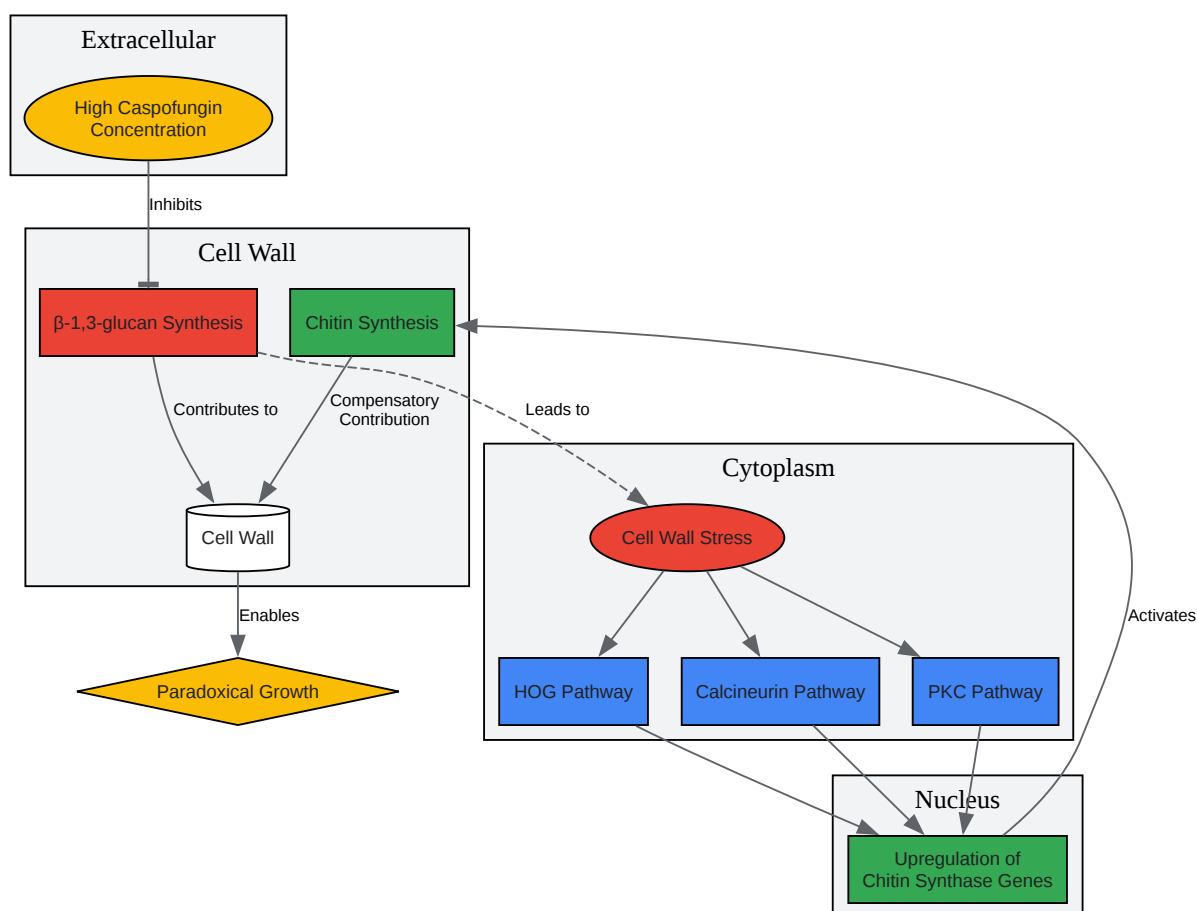 Extracellular
High Caspofungin
Concentration
Inhibits
Cell Wall
β-1,3-glucan Synthesis
Chitin Synthesis
Contributes to
Compensatory
Contribution
Leads to
Cytoplasm
Cell Wall
Cell Wall Stress
Enables
Activates
Paradoxical Growth
HOG Pathway
Calcineurin Pathway
PKC Pathway
Nucleus
Upregulation of
Chitin Synthase Genes